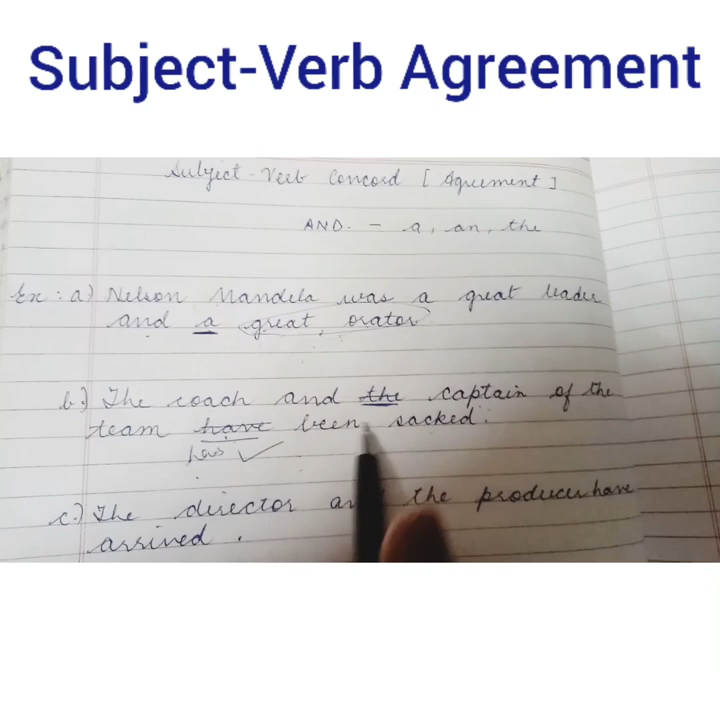 Subject-Verb Agreement
Subject-Verb Concord [Agreement]
AND. - a, an, the
Ex: a) Nelson Mandela was a great leader
and a great, orator
b.) The coach and the captain of the
team have been sacked.
has ✓
c.) The director and the producer have
arrived.